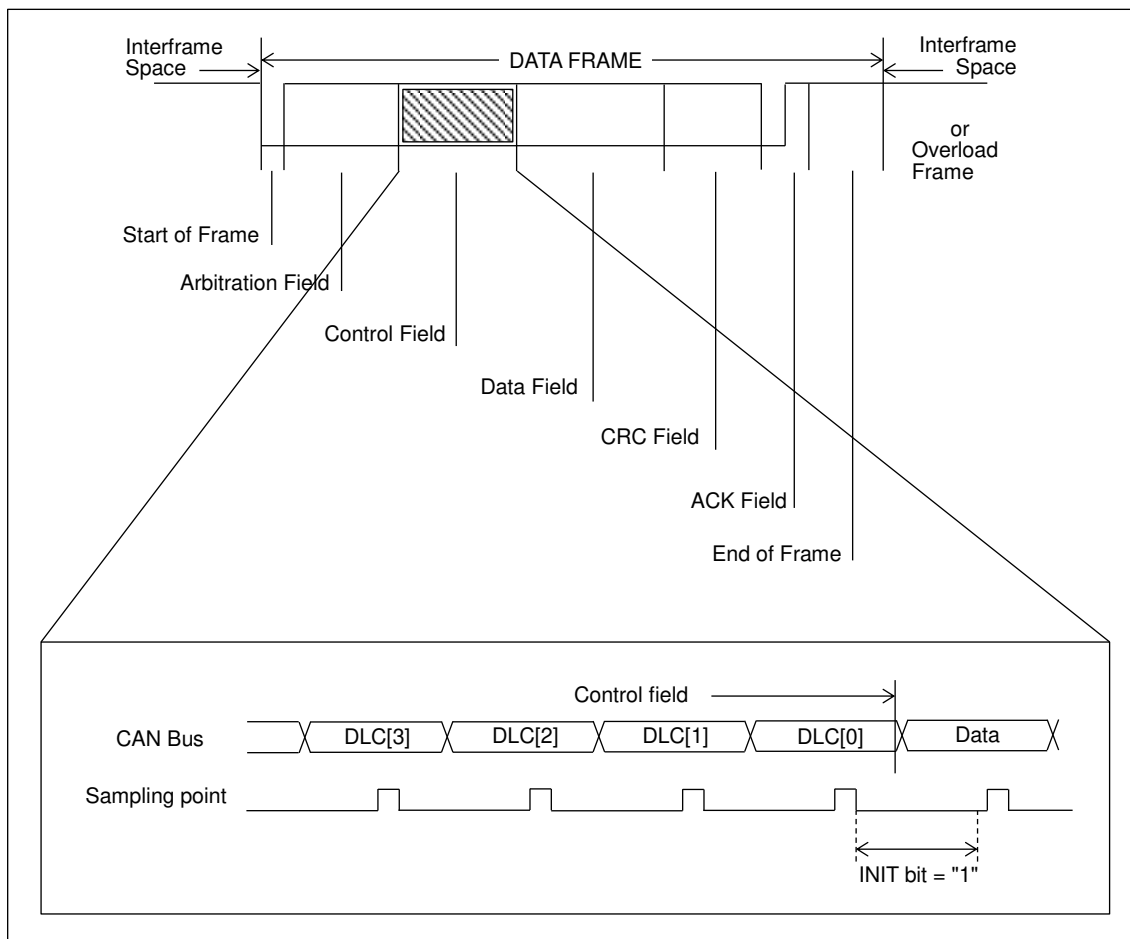 Interframe
Space
DATA FRAME
Interframe
Space
or
Overload
Frame
Start of Frame
Arbitration Field
Control Field
Data Field
CRC Field
ACK Field
End of Frame
Control field
CAN Bus
DLC[3]
DLC[2]
DLC[1]
DLC[0]
Data
Sampling point
INIT bit = "1"